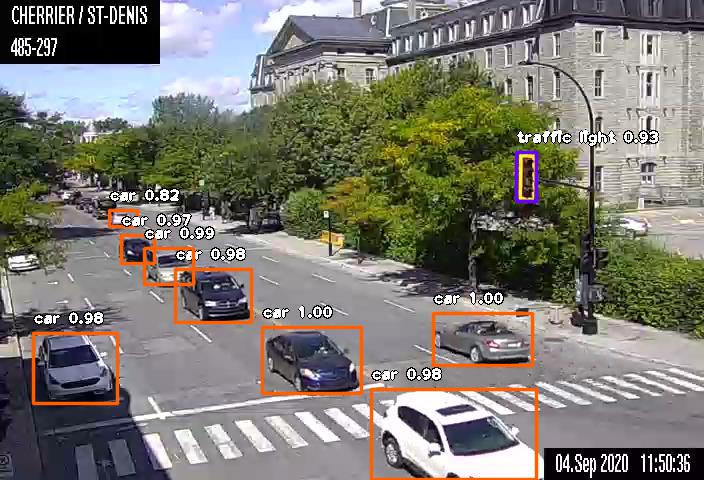 CHERRIER / ST-DENIS
485-297
traffic light 0.93
car 0.82
car 0.97
car 0.99
car 0.98
car 1.00
car 1.00
car 0.98
car 0.98
04.Sep 2020 11:50:36